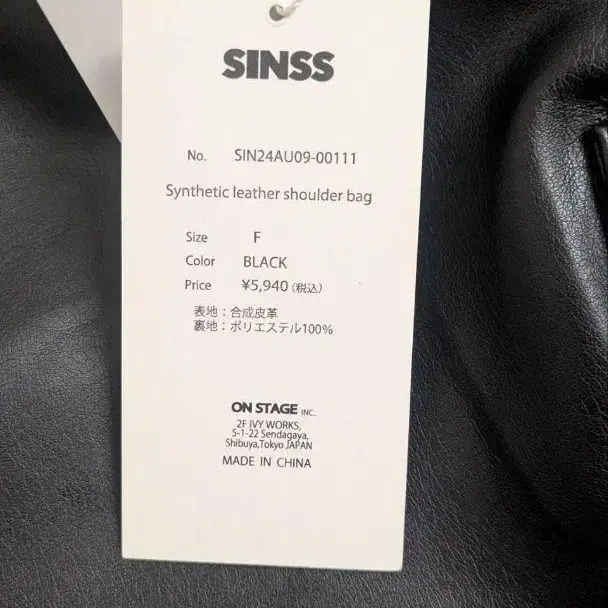 SINSS
No. SIN24AU09-00111
Synthetic leather shoulder bag
Size F
Color BLACK
Price ¥5,940 (税込)
表地：合成皮革
裏地：ポリエステル100%
ON STAGE INC.
2F IVY WORKS,
5-1-22 Sendagaya,
Shibuya,Tokyo JAPAN
MADE IN CHINA